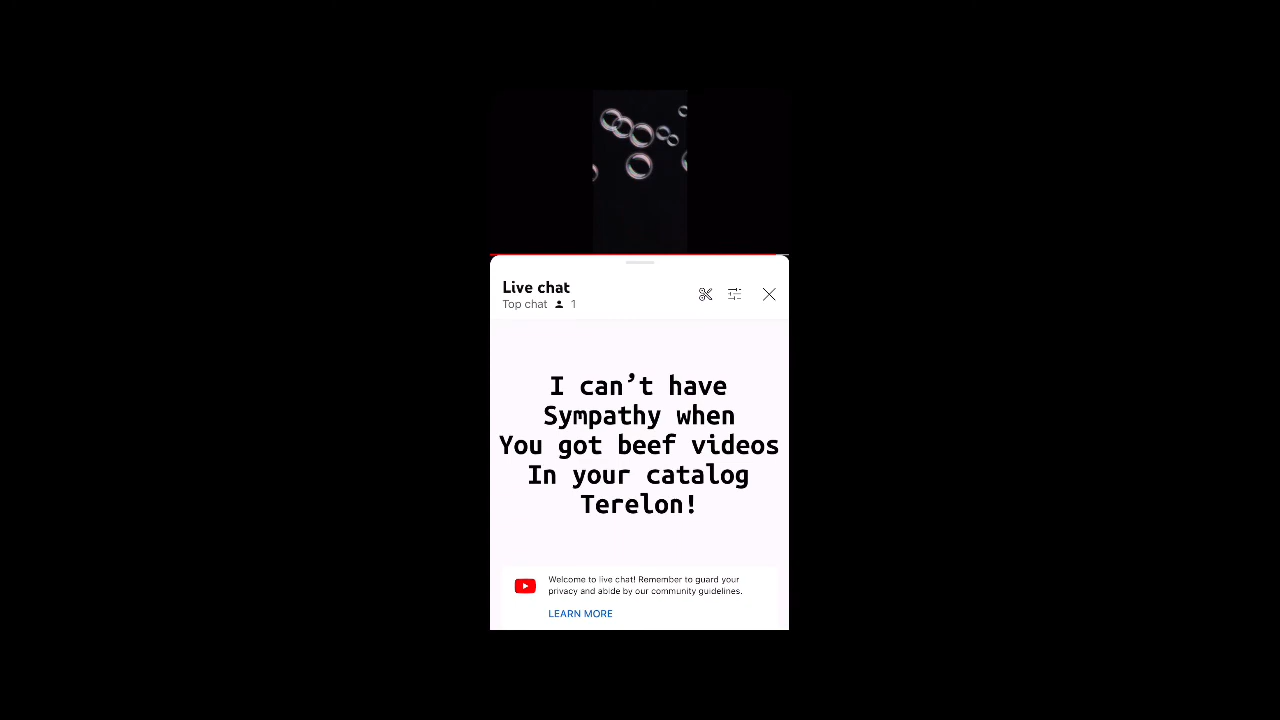 Live chat
Top chat 1
I can’t have
Sympathy when
You got beef videos
In your catalog
Terelon!
Welcome to live chat! Remember to guard your
privacy and abide by our community guidelines.
LEARN MORE